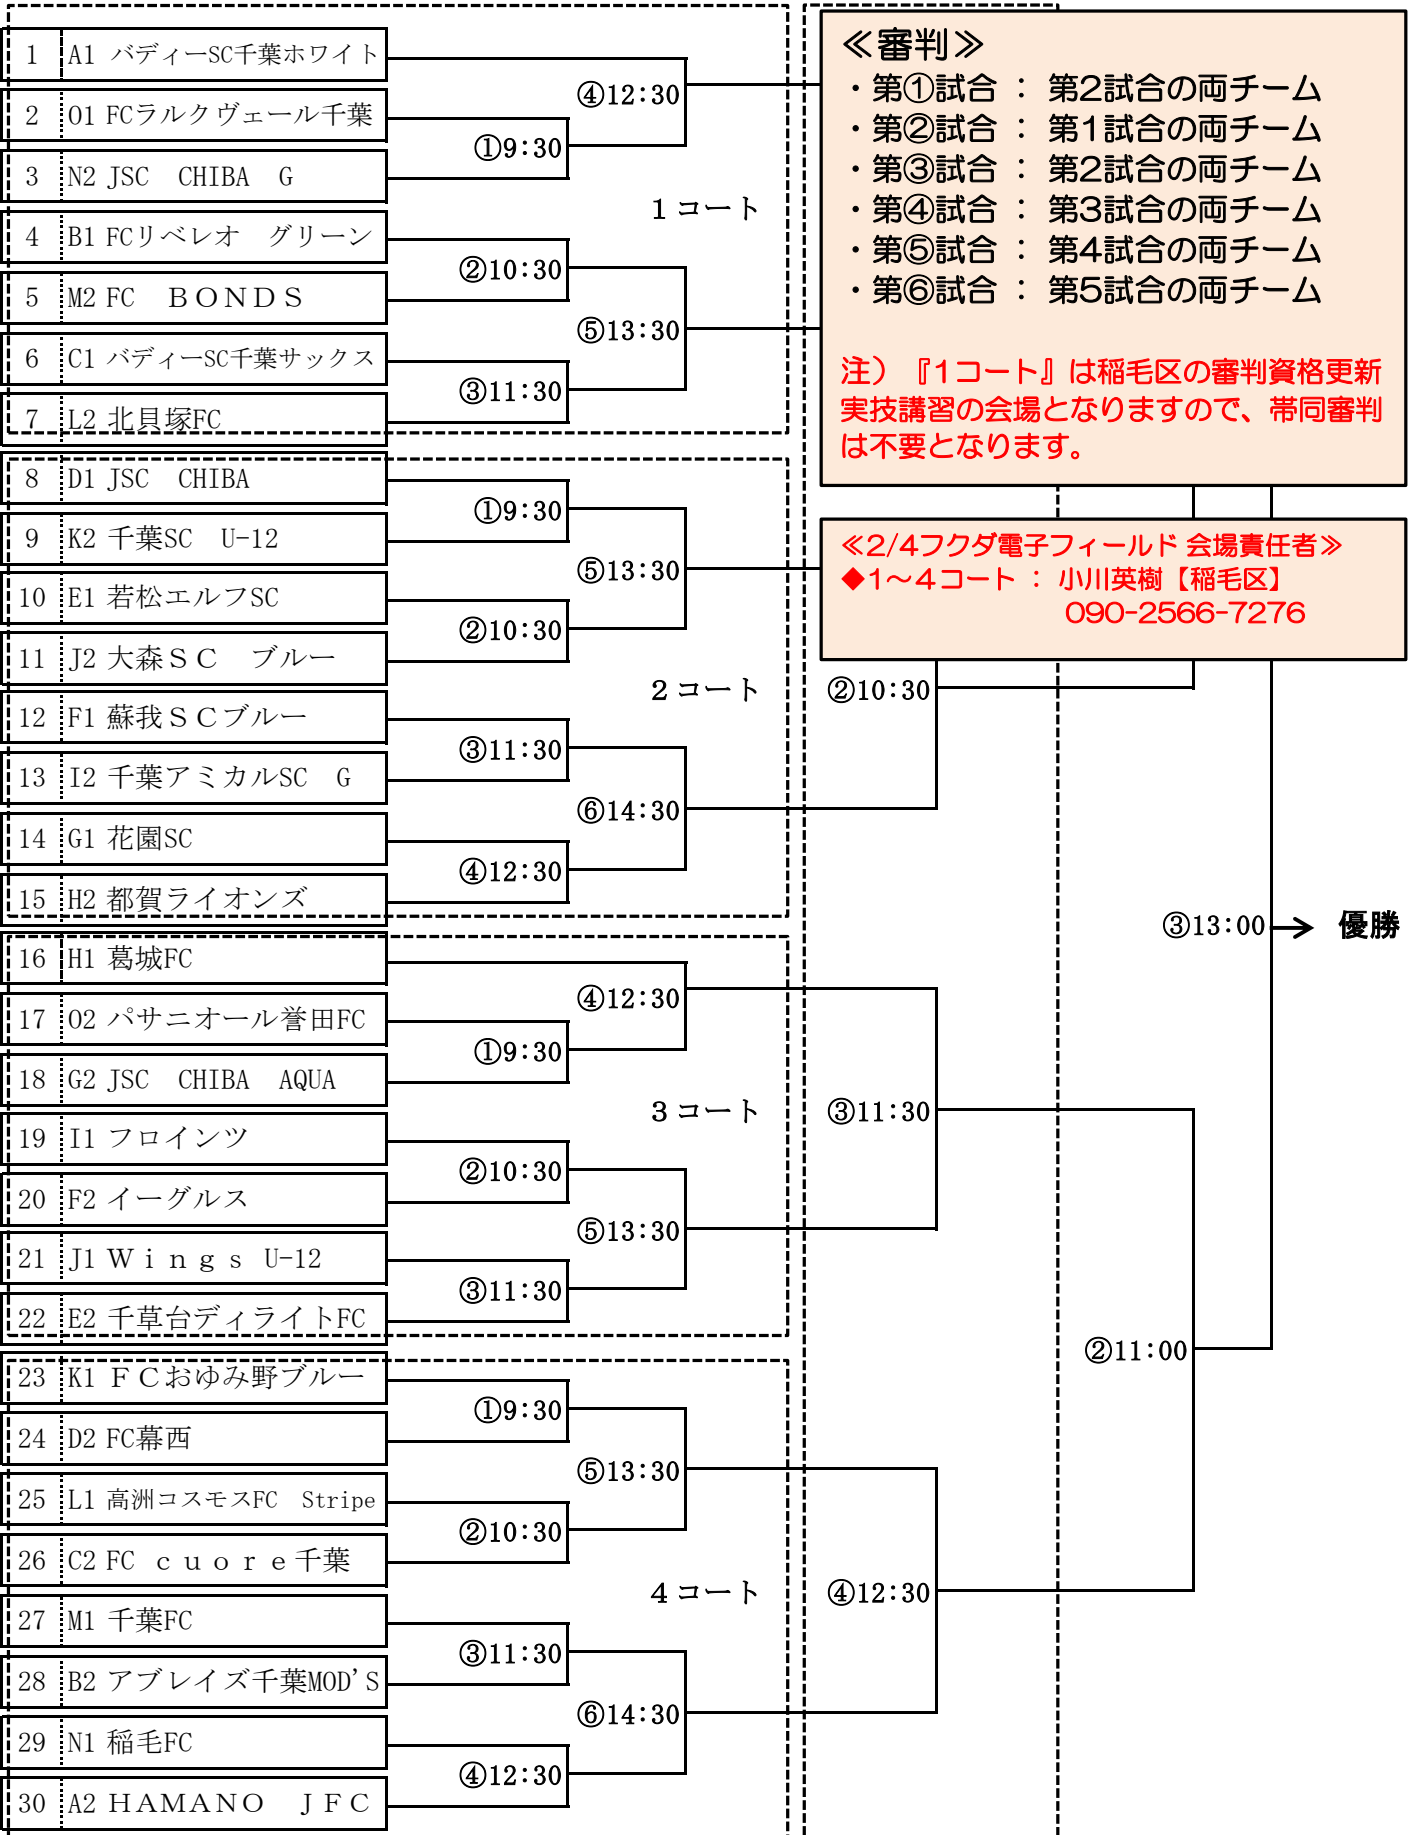 ≪審判≫
・第①試合 ： 第2試合の両チーム
・第②試合 ： 第1試合の両チーム
・第③試合 ： 第2試合の両チーム
・第④試合 ： 第3試合の両チーム
・第⑤試合 ： 第4試合の両チーム
・第⑥試合 ： 第5試合の両チーム
注）『1コート』は稲毛区の審判資格更新
実技講習の会場となりますので、帯同審判
は不要となります。
≪2/4フクダ電子フィールド 会場責任者≫
◆1～4コート ： 小川英樹【稲毛区】
090-2566-7276
1 A1 バディーSC千葉ホワイト
④12:30
2 O1 FCラルクヴェール千葉
①9:30
3 N2 JSC　CHIBA　G
1コート
4 B1 FCリベレオ　グリーン
②10:30
5 M2 FC　ＢＯＮＤＳ
⑤13:30
6 C1 バディーSC千葉サックス
③11:30
7 L2 北貝塚FC
8 D1 JSC　CHIBA
①9:30
9 K2 千葉SC　U-12
⑤13:30
10 E1 若松エルフSC
②10:30
11 J2 大森ＳＣ　ブルー
2コート
②10:30
12 F1 蘇我ＳＣブルー
③11:30
13 I2 千葉アミカルSC　G
⑥14:30
14 G1 花園SC
④12:30
15 H2 都賀ライオンズ
③13:00
優勝
16 H1 葛城FC
④12:30
17 O2 パサニオール誉田FC
①9:30
18 G2 JSC　CHIBA　AQUA
3コート
③11:30
19 I1 フロインツ
②10:30
20 F2 イーグルス
⑤13:30
21 J1 Ｗｉｎｇｓ U-12
③11:30
22 E2 千草台ディライトFC
②11:00
23 K1 ＦＣおゆみ野ブルー
①9:30
24 D2 FC幕西
⑤13:30
25 L1 高洲コスモスFC　Stripe
②10:30
26 C2 FC ｃｕｏｒｅ千葉
4コート
④12:30
27 M1 千葉FC
③11:30
28 B2 アブレイズ千葉MOD'S
⑥14:30
29 N1 稲毛FC
④12:30
30 A2 ＨＡＭＡＮＯ　ＪＦＣ